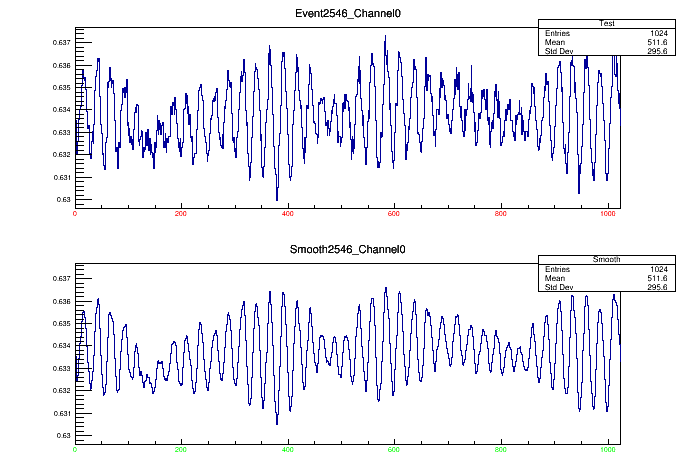 Event2546_Channel0
Test
Entries 1024
Mean 511.6
Std Dev 295.6
0.637
0.636
0.635
0.634
0.633
0.632
0.631
0.63
0 200 400 600 800 1000
Smooth2546_Channel0
Smooth
Entries 1024
Mean 511.6
Std Dev 295.6
0.637
0.636
0.635
0.634
0.633
0.632
0.631
0.63
0 200 400 600 800 1000